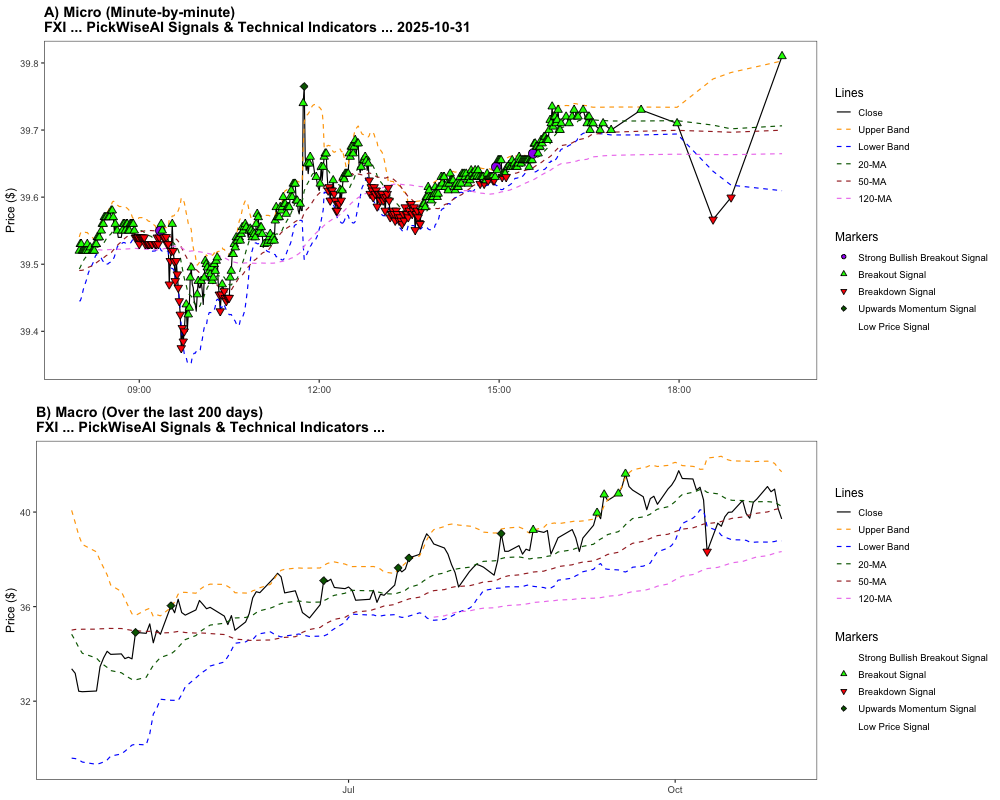 A) Micro (Minute-by-minute)
FXI ... PickWiseAI Signals & Technical Indicators ... 2025-10-31
Price ($)
39.8
39.7
39.6
39.5
39.4
09:00
12:00
15:00
18:00
Lines
Close
Upper Band
Lower Band
20-MA
50-MA
120-MA
Markers
Strong Bullish Breakout Signal
Breakout Signal
Breakdown Signal
Upwards Momentum Signal
Low Price Signal
B) Macro (Over the last 200 days)
FXI ... PickWiseAI Signals & Technical Indicators ...
Price ($)
40
36
32
Jul
Oct
Lines
Close
Upper Band
Lower Band
20-MA
50-MA
120-MA
Markers
Strong Bullish Breakout Signal
Breakout Signal
Breakdown Signal
Upwards Momentum Signal
Low Price Signal